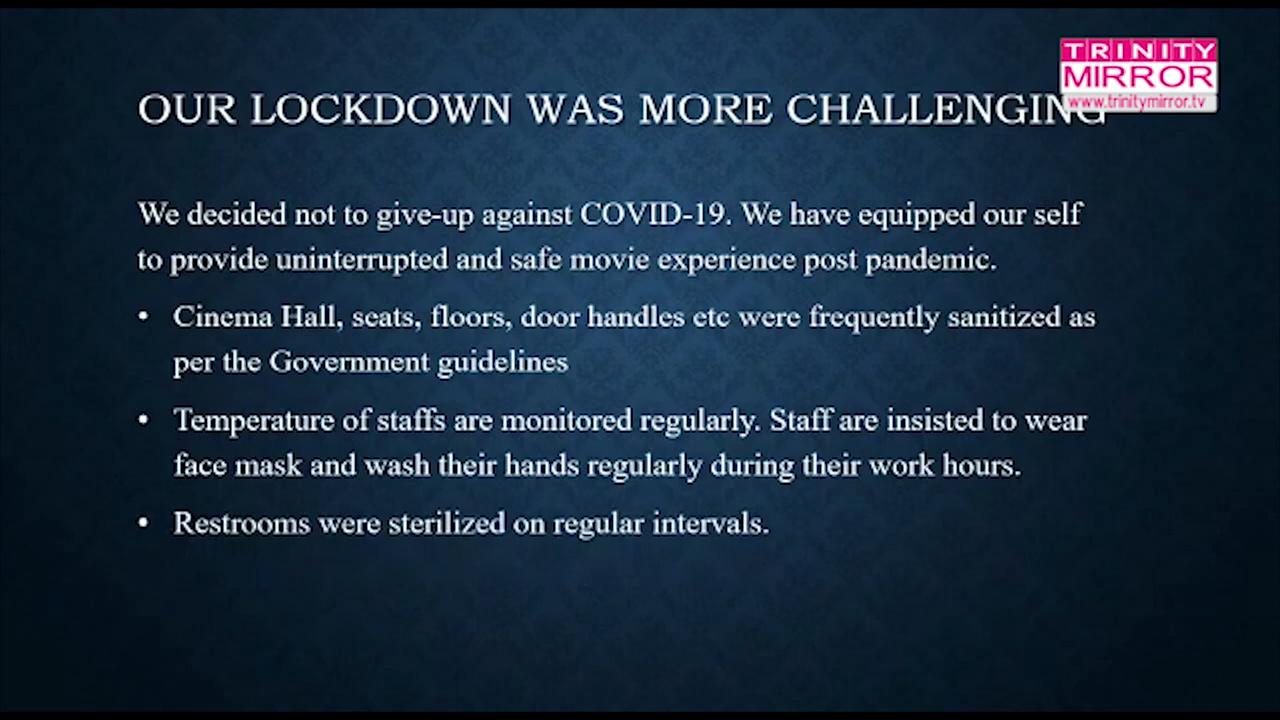 TRINITY
MIRROR
www.trinitymirror.tv
OUR LOCKDOWN WAS MORE CHALLENGING
We decided not to give-up against COVID-19. We have equipped our self
to provide uninterrupted and safe movie experience post pandemic.
• Cinema Hall, seats, floors, door handles etc were frequently sanitized as
per the Government guidelines
• Temperature of staffs are monitored regularly. Staff are insisted to wear
face mask and wash their hands regularly during their work hours.
• Restrooms were sterilized on regular intervals.